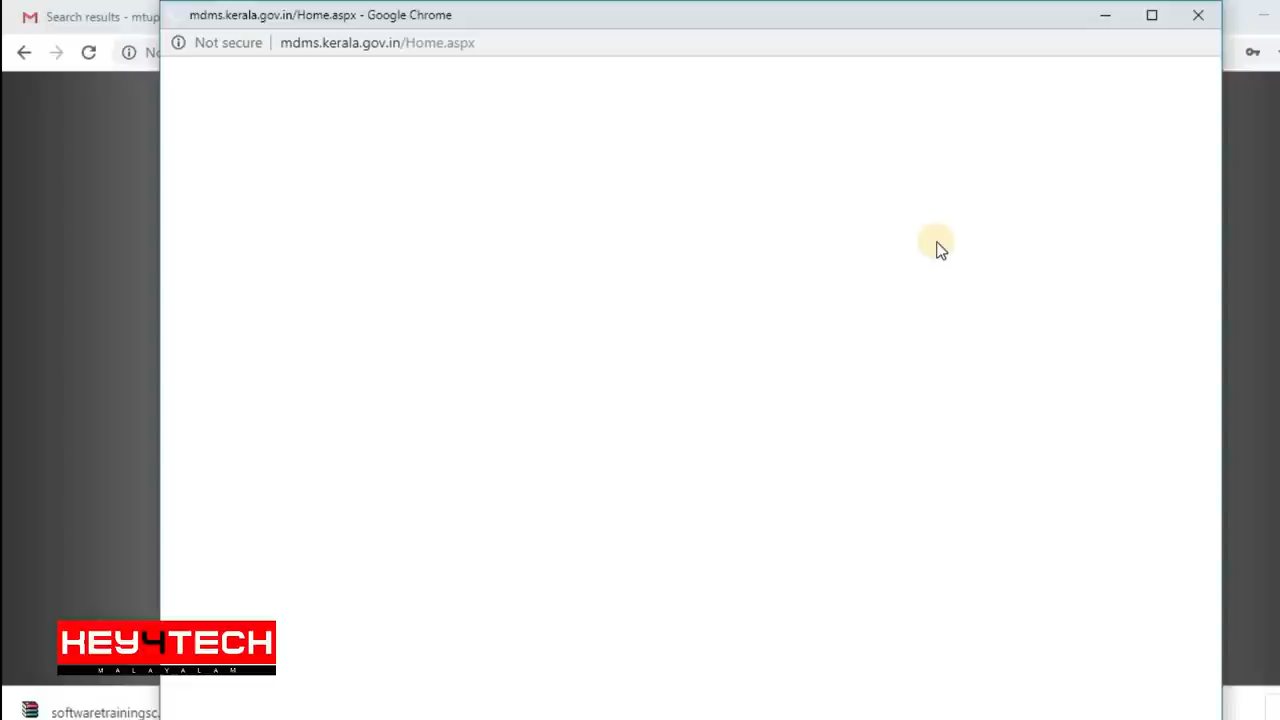 Search results - mtup
mdms.kerala.gov.in/Home.aspx - Google Chrome
Not secure
mdms.kerala.gov.in/Home.aspx
HEY4TECH
MALAYALAM
softwaretrainingsc